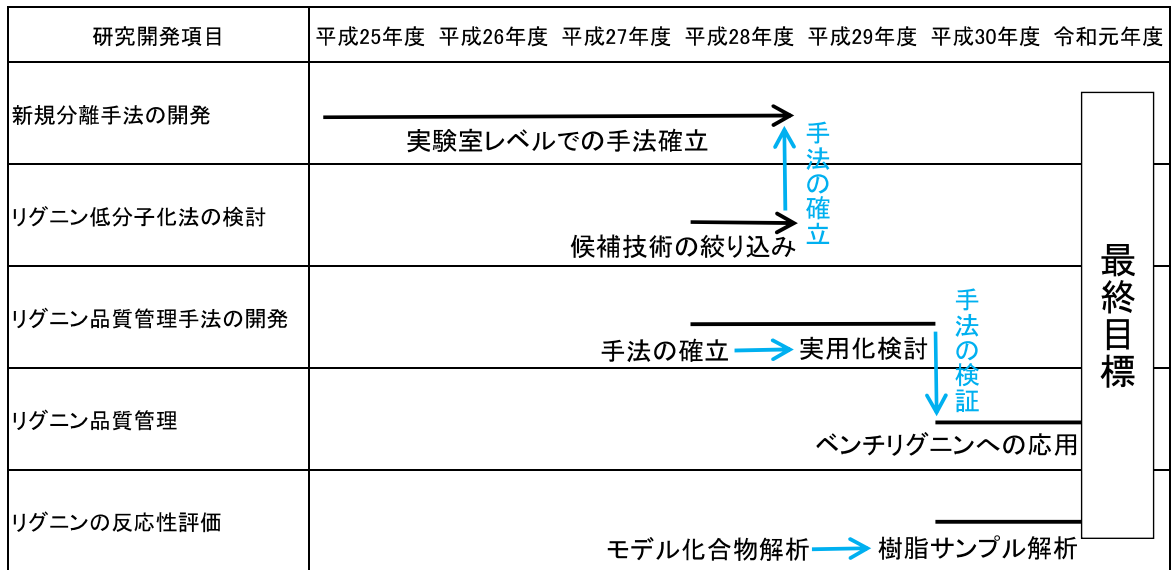 研究開発項目
平成25年度 平成26年度 平成27年度 平成28年度 平成29年度 平成30年度 令和元年度
新規分離手法の開発
実験室レベルでの手法確立
手法の確立
リグニン低分子化法の検討
候補技術の絞り込み
リグニン品質管理手法の開発
手法の確立
実用化検討
手法の検証
リグニン品質管理
ベンチリグニンへの応用
リグニンの反応性評価
モデル化合物解析
樹脂サンプル解析
最終目標